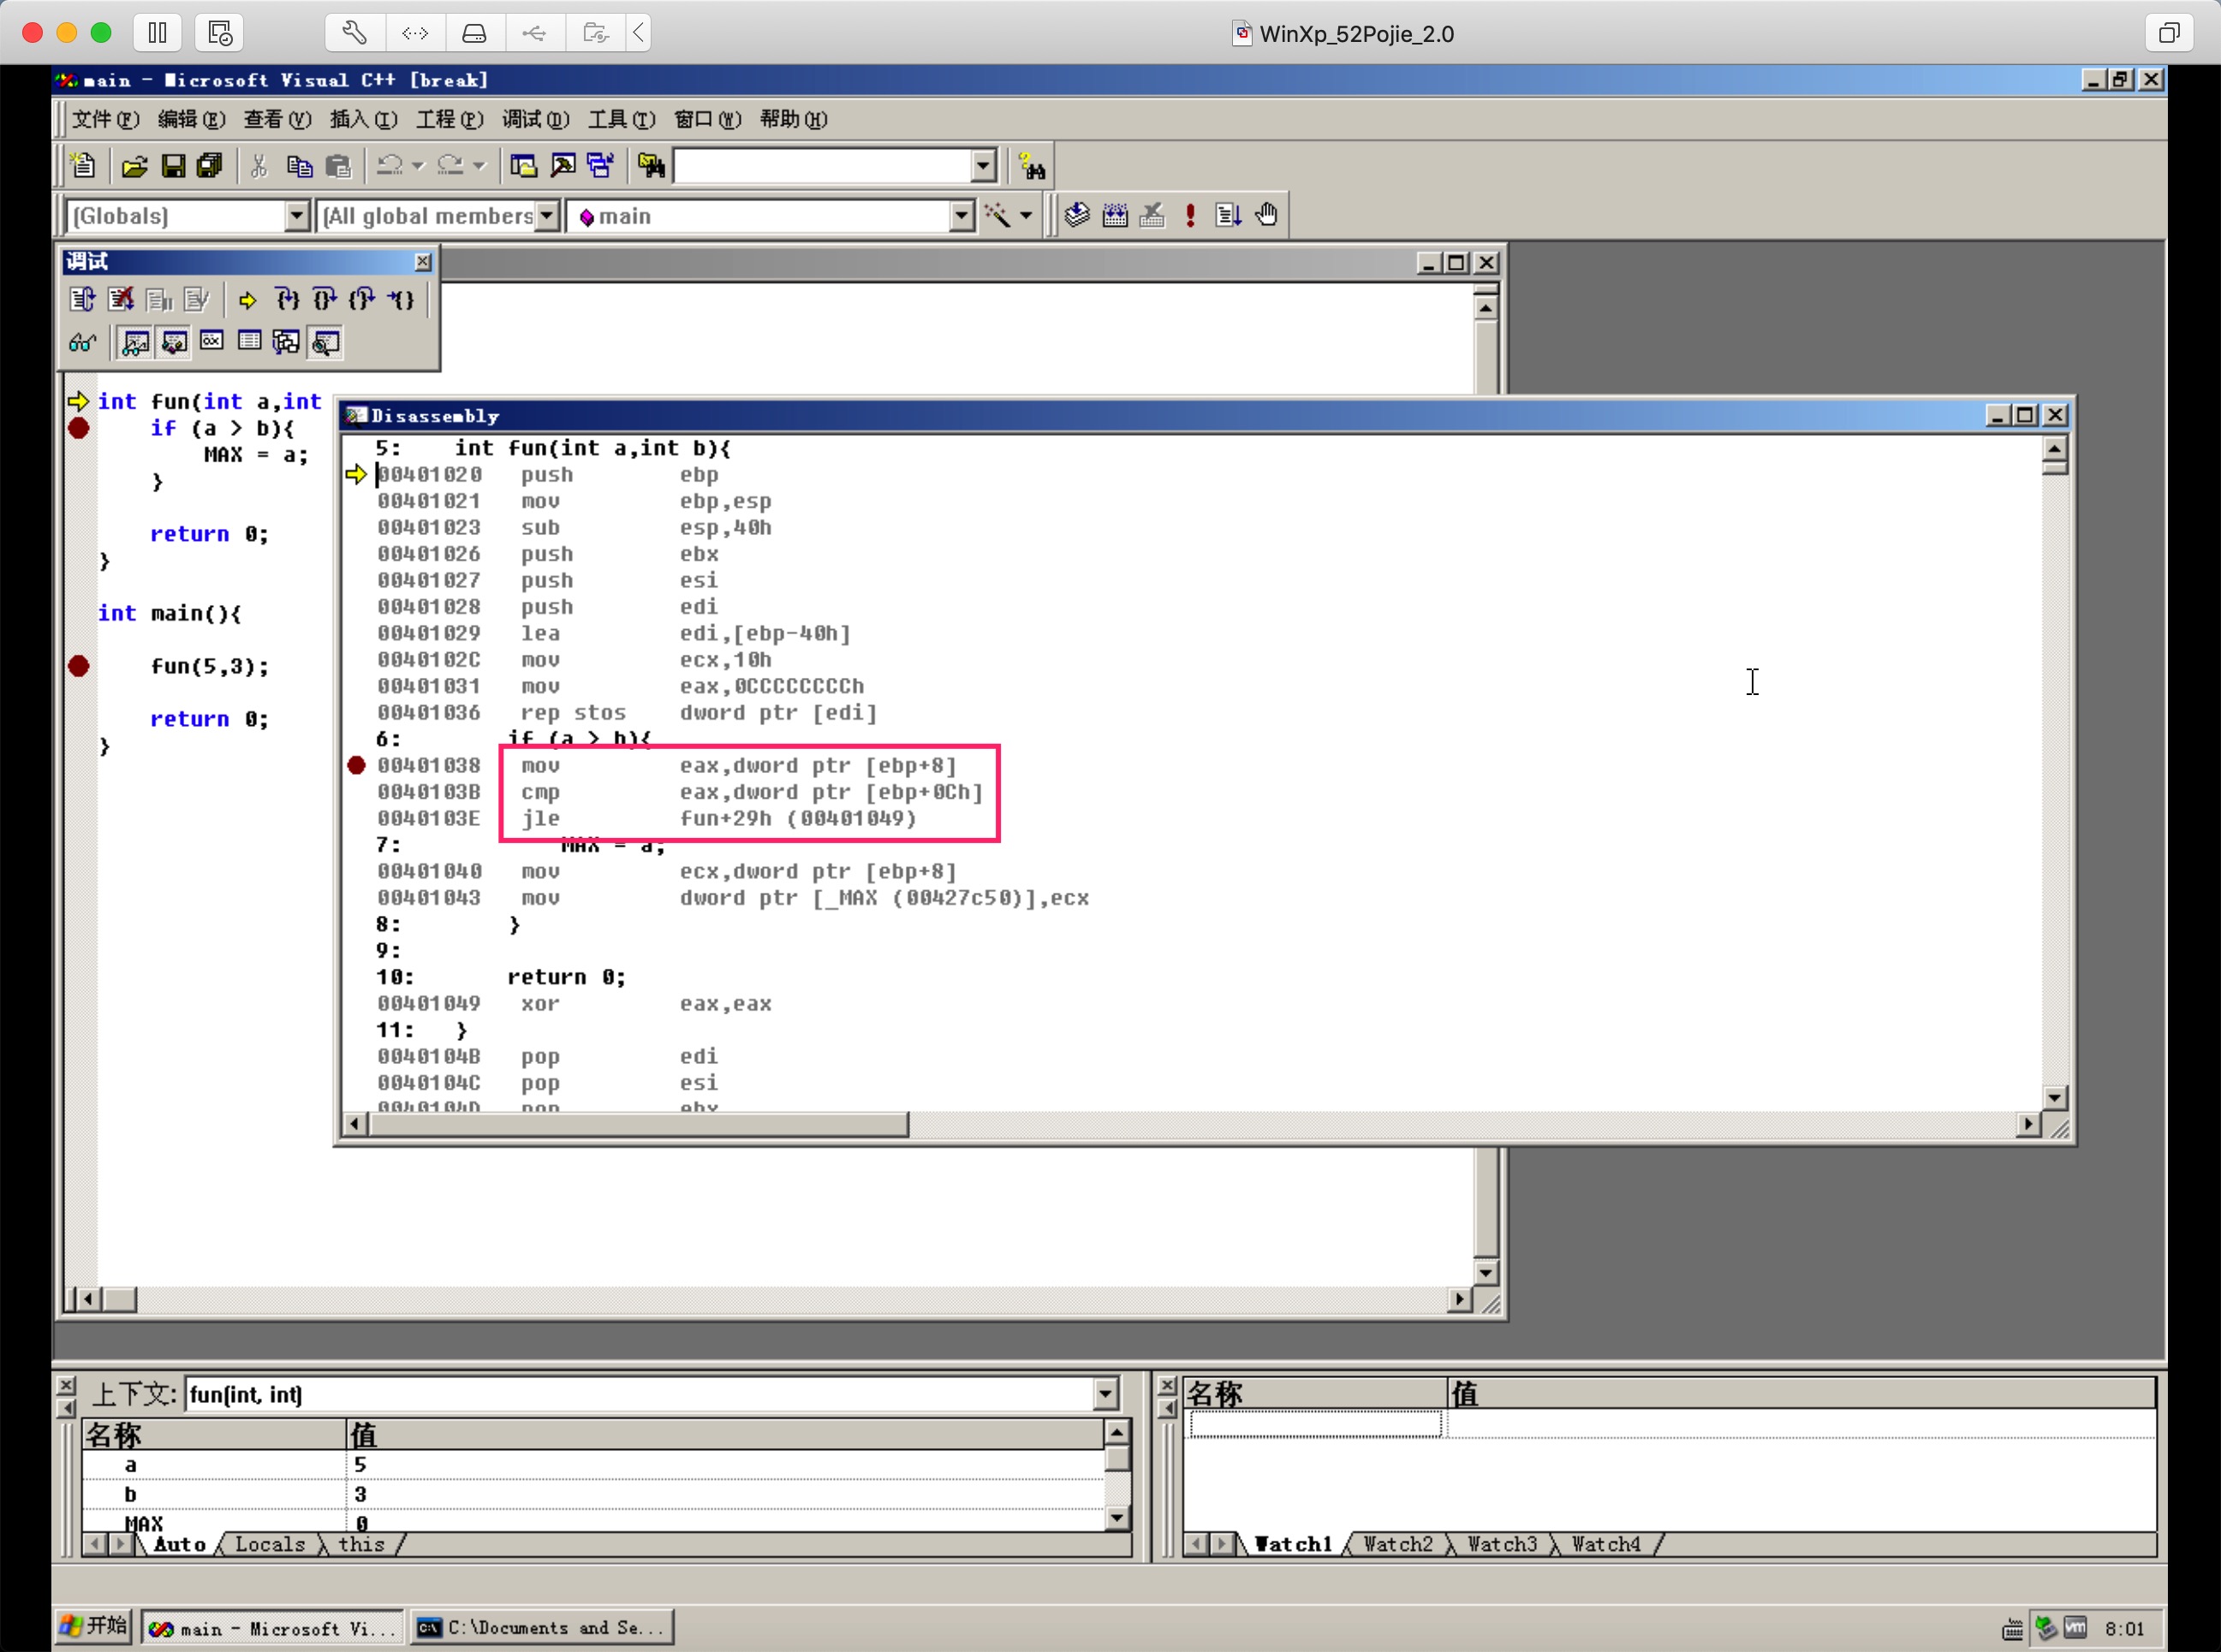 WinXp_52Pojie_2.0
main - Microsoft Visual C++ [break]
文件(F) 编辑(E) 查看(V) 插入(I) 工程(P) 调试(D) 工具(T) 窗口(W) 帮助(H)
(Globals) (All global members main
调试
int fun(int a,int
if (a > b){
MAX = a;
}
return 0;
}
int main(){
fun(5,3);
return 0;
}
Disassembly
5: int fun(int a,int b){
00401020 push ebp
00401021 mov ebp,esp
00401023 sub esp,40h
00401026 push ebx
00401027 push esi
00401028 push edi
00401029 lea edi,[ebp-40h]
0040102C mov ecx,10h
00401031 mov eax,0CCCCCCCCh
00401036 rep stos dword ptr [edi]
6: if (a > b){
00401038 mov eax,dword ptr [ebp+8]
0040103B cmp eax,dword ptr [ebp+0Ch]
0040103E jle fun+29h (00401049)
7: MAX = a;
00401040 mov ecx,dword ptr [ebp+8]
00401043 mov dword ptr [_MAX (00427c50)],ecx
8: }
9:
10: return 0;
00401049 xor eax,eax
11: }
0040104B pop edi
0040104C pop esi
0040104D pop ebx
上下文: fun(int, int)
名称 值
a 5
b 3
MAX 0
Auto Locals this
名称 值
Watch1 Watch2 Watch3 Watch4
开始 main - Microsoft Vi... C:\Documents and Se... 8:01